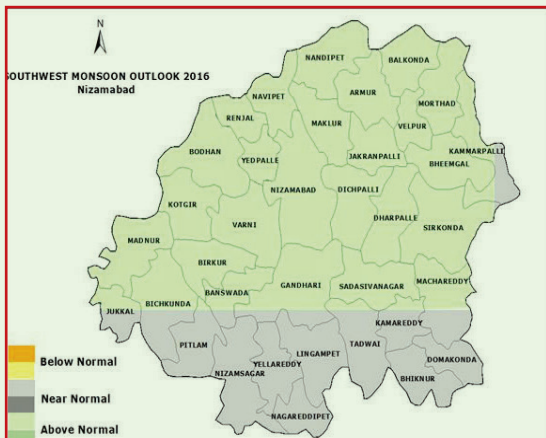 N
SOUTHWEST MONSOON OUTLOOK 2016
Nizamabad
NANDIPET
BALKONDA
NAVIPET
ARMUR
MORTHAD
RENJAL
MAKLUR
VELPUR
KAMMARPALLI
BODHAN
YEDPALLE
JAKRANPALLI
BHEEMGAL
NIZAMABAD
DICHPALLI
KOTGIR
VARNI
DHARPALLE
SIRKONDA
MADNUR
BIRKUR
MACHAREDDY
BANSWADA
GANDHARI
SADASIVANAGAR
BICHKUNDA
JUKKAL
KAMAREDDY
PITLAM
LINGAMPET
TADWAI
DOMAKONDA
NIZAMSAGAR
YELLAREDDY
BHIKNUR
NAGAREDDIPET
Below Normal
Near Normal
Above Normal